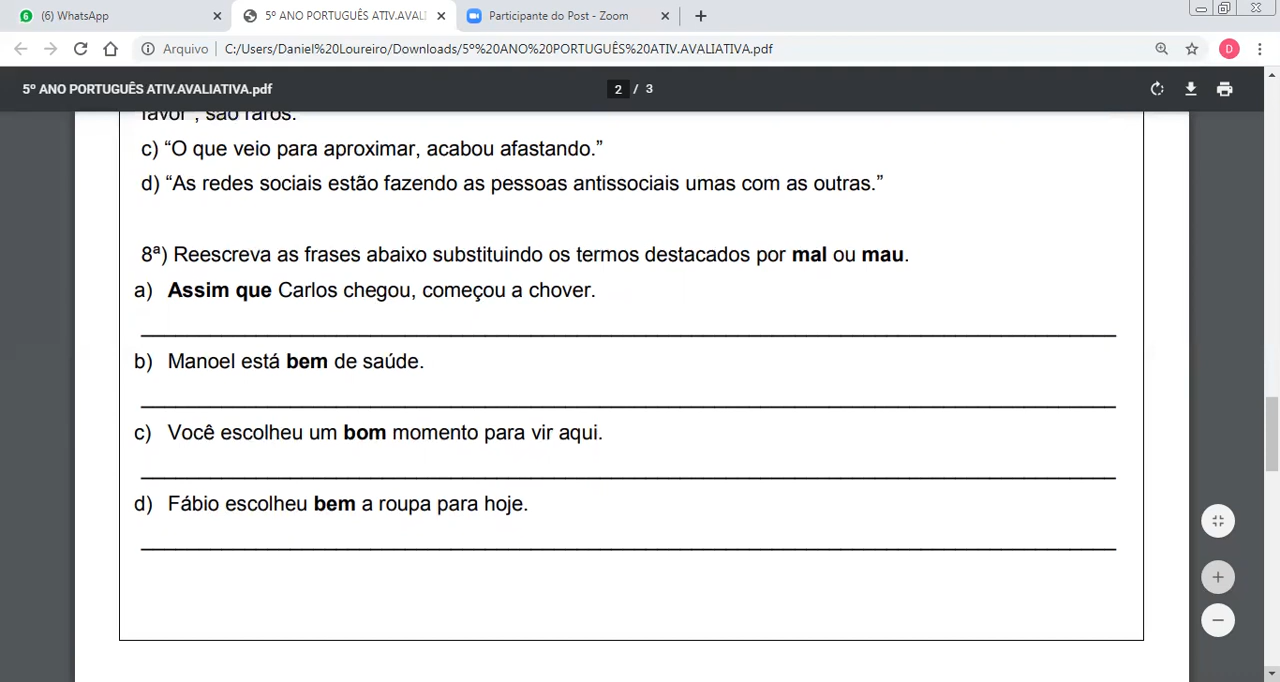 (6) WhatsApp
5º ANO PORTUGUÊS ATIV.AVALI
Participante do Post - Zoom
Arquivo
C:/Users/Daniel%20Loureiro/Downloads/5º%20ANO%20PORTUGUÊS%20ATIV.AVALIATIVA.pdf
D
5º ANO PORTUGUÊS ATIV.AVALIATIVA.pdf
2 / 3
favor", são raros.
c) “O que veio para aproximar, acabou afastando.”
d) “As redes sociais estão fazendo as pessoas antissociais umas com as outras.”
8ª) Reescreva as frases abaixo substituindo os termos destacados por mal ou mau.
a) Assim que Carlos chegou, começou a chover.
b) Manoel está bem de saúde.
c) Você escolheu um bom momento para vir aqui.
d) Fábio escolheu bem a roupa para hoje.